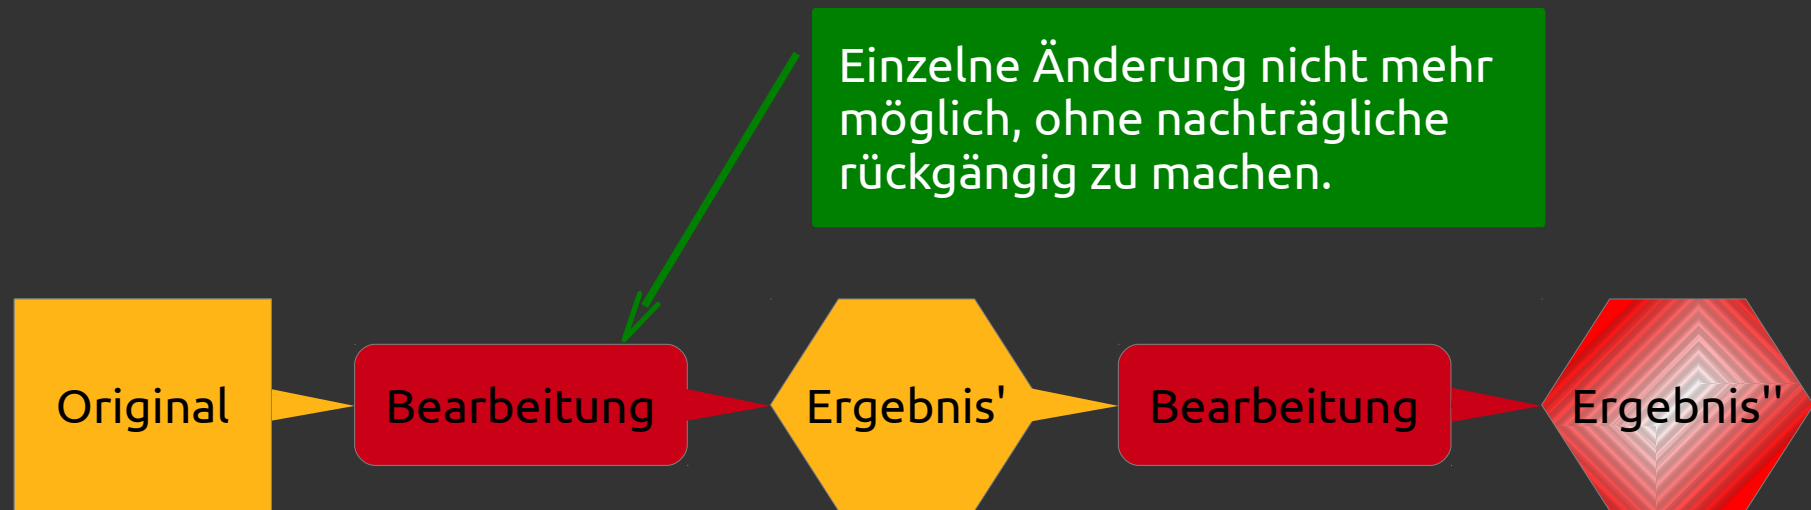 Einzelne Änderung nicht mehr
möglich, ohne nachträgliche
rückgängig zu machen.
Original
Bearbeitung
Ergebnis'
Bearbeitung
Ergebnis''